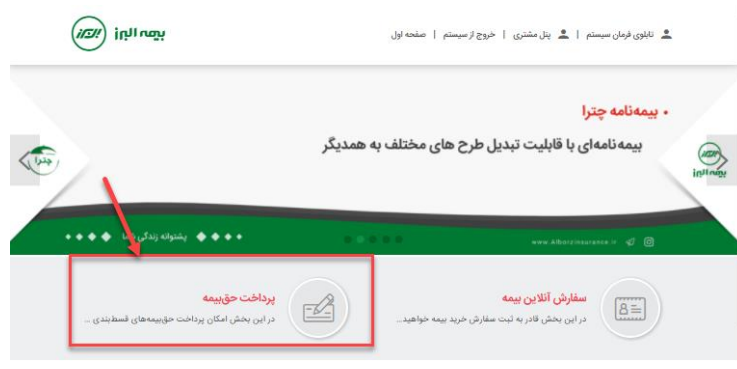 تابلوی فرمان سیستم | پنل مشتری | خروج از سیستم | صفحه اول
بیمه البرز
• بیمه‌نامه چترا
بیمه‌نامه‌ای با قابلیت تبدیل طرح های مختلف به همدیگر
چترا
بیمه البرز
www.Alborzinsurance.ir
پشتوانه زندگی شما
سفارش آنلاین بیمه
در این بخش قادر به ثبت سفارش خرید بیمه خواهید...
پرداخت حق‌بیمه
در این بخش امکان پرداخت حق‌بیمه‌های قسط‌بندی ...